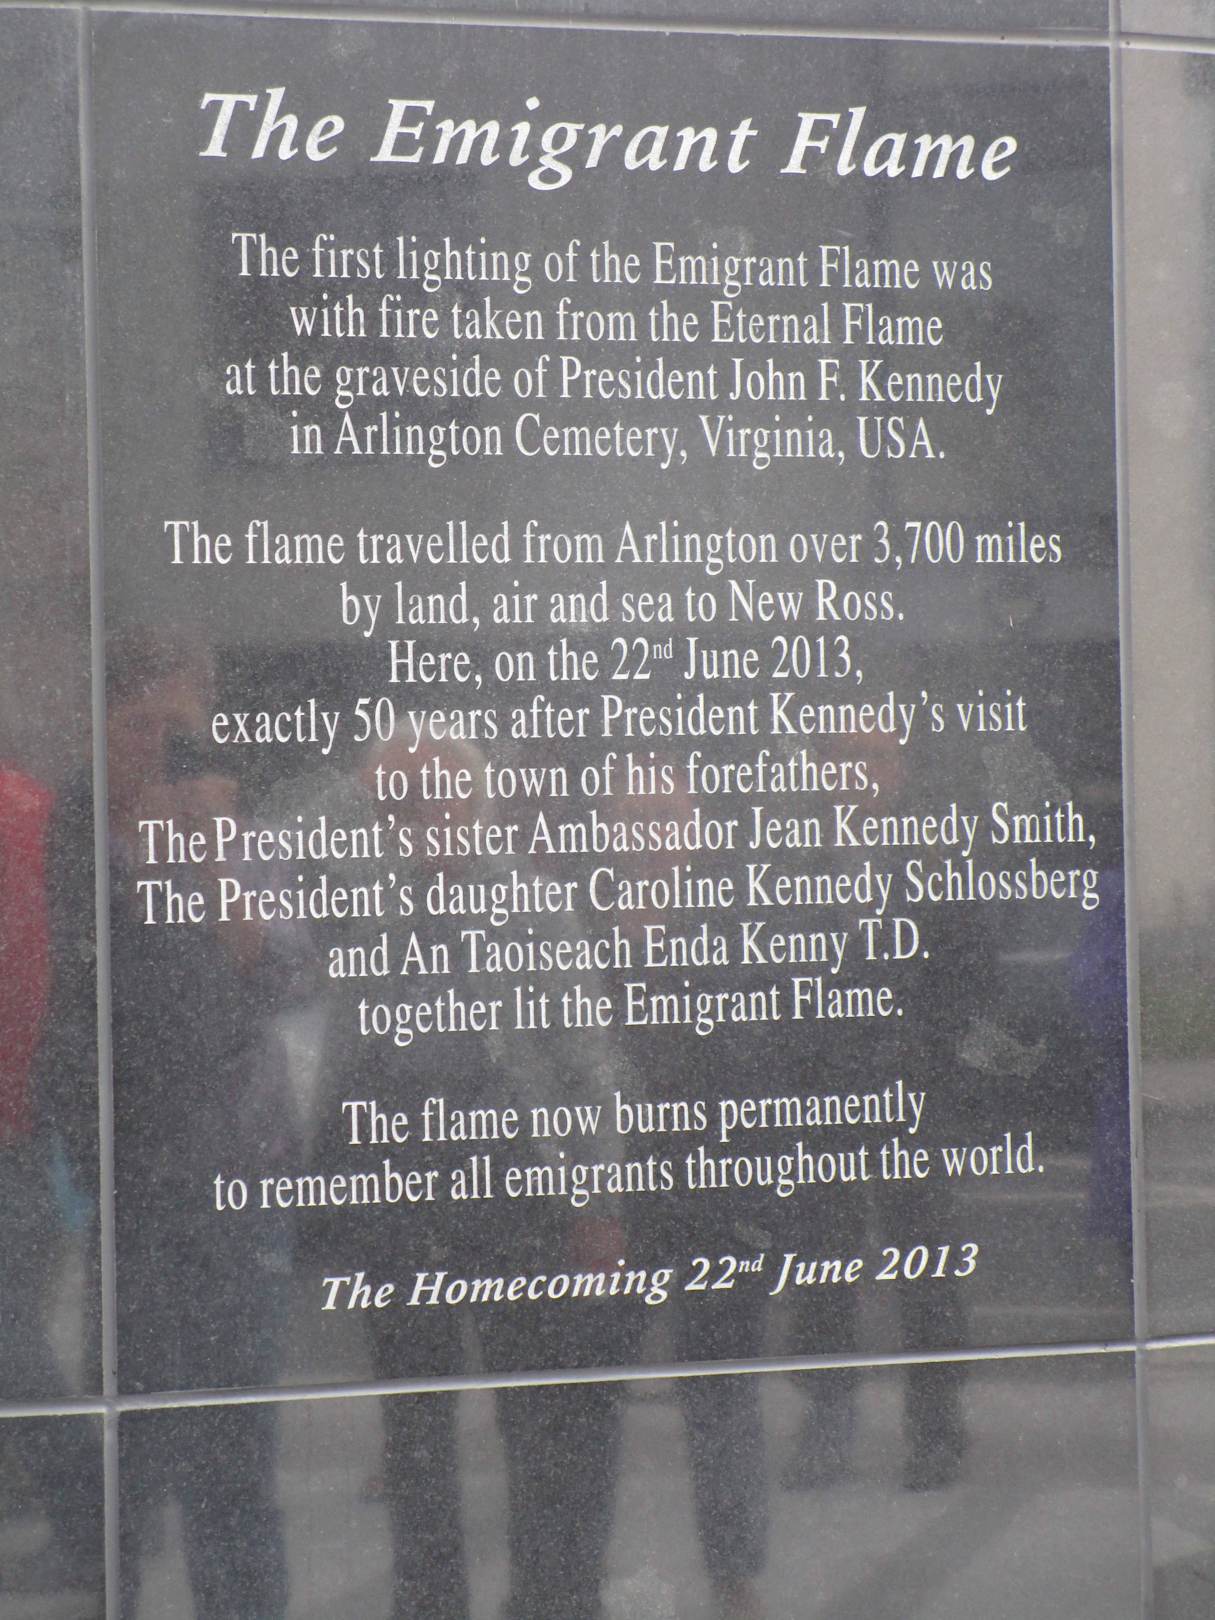 The Emigrant Flame
The first lighting of the Emigrant Flame was
with fire taken from the Eternal Flame
at the graveside of President John F. Kennedy
in Arlington Cemetery, Virginia, USA.
The flame travelled from Arlington over 3,700 miles
by land, air and sea to New Ross.
Here, on the 22nd June 2013,
exactly 50 years after President Kennedy's visit
to the town of his forefathers,
The President's sister Ambassador Jean Kennedy Smith,
The President's daughter Caroline Kennedy Schlossberg
and An Taoiseach Enda Kenny T.D.
together lit the Emigrant Flame.
The flame now burns permanently
to remember all emigrants throughout the world.
The Homecoming 22nd June 2013